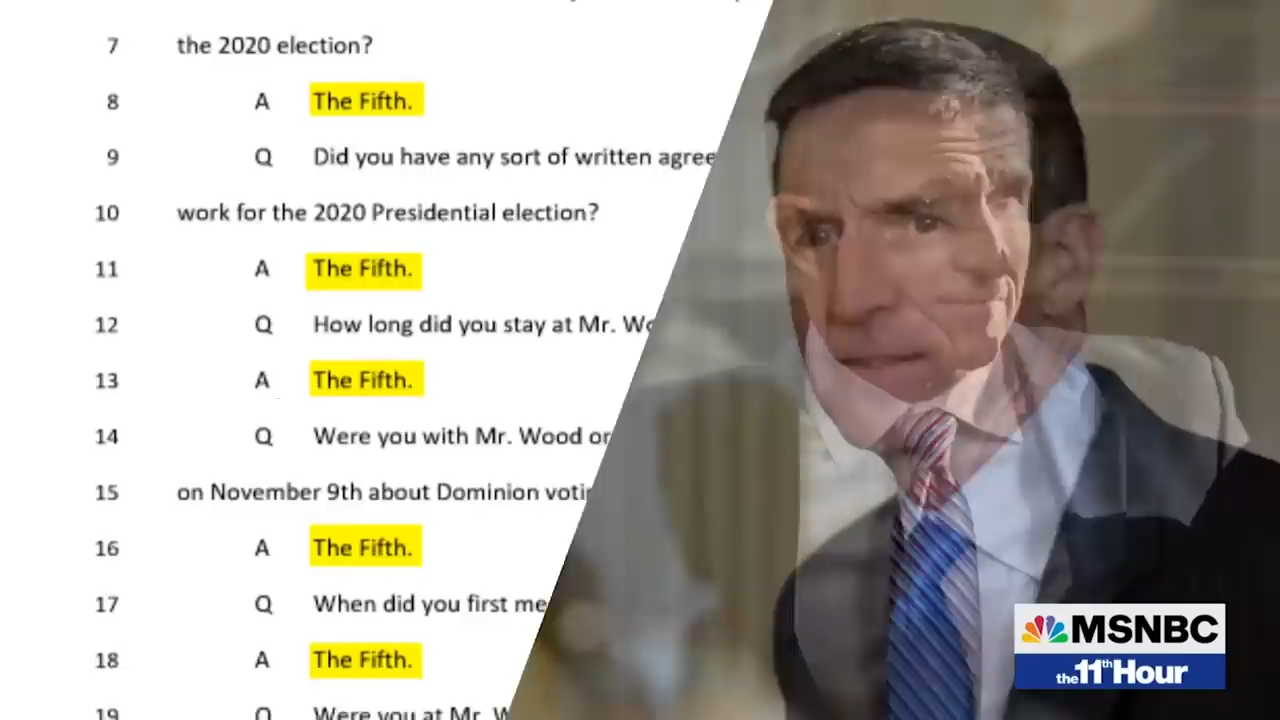 7 the 2020 election?
8 A The Fifth.
9 Q Did you have any sort of written agree
10 work for the 2020 Presidential election?
11 A The Fifth.
12 Q How long did you stay at Mr. Wo
13 A The Fifth.
14 Q Were you with Mr. Wood or
15 on November 9th about Dominion voti
16 A The Fifth.
17 Q When did you first me
18 A The Fifth.
19 Q Were you at Mr. W
MSNBC
the 11th Hour